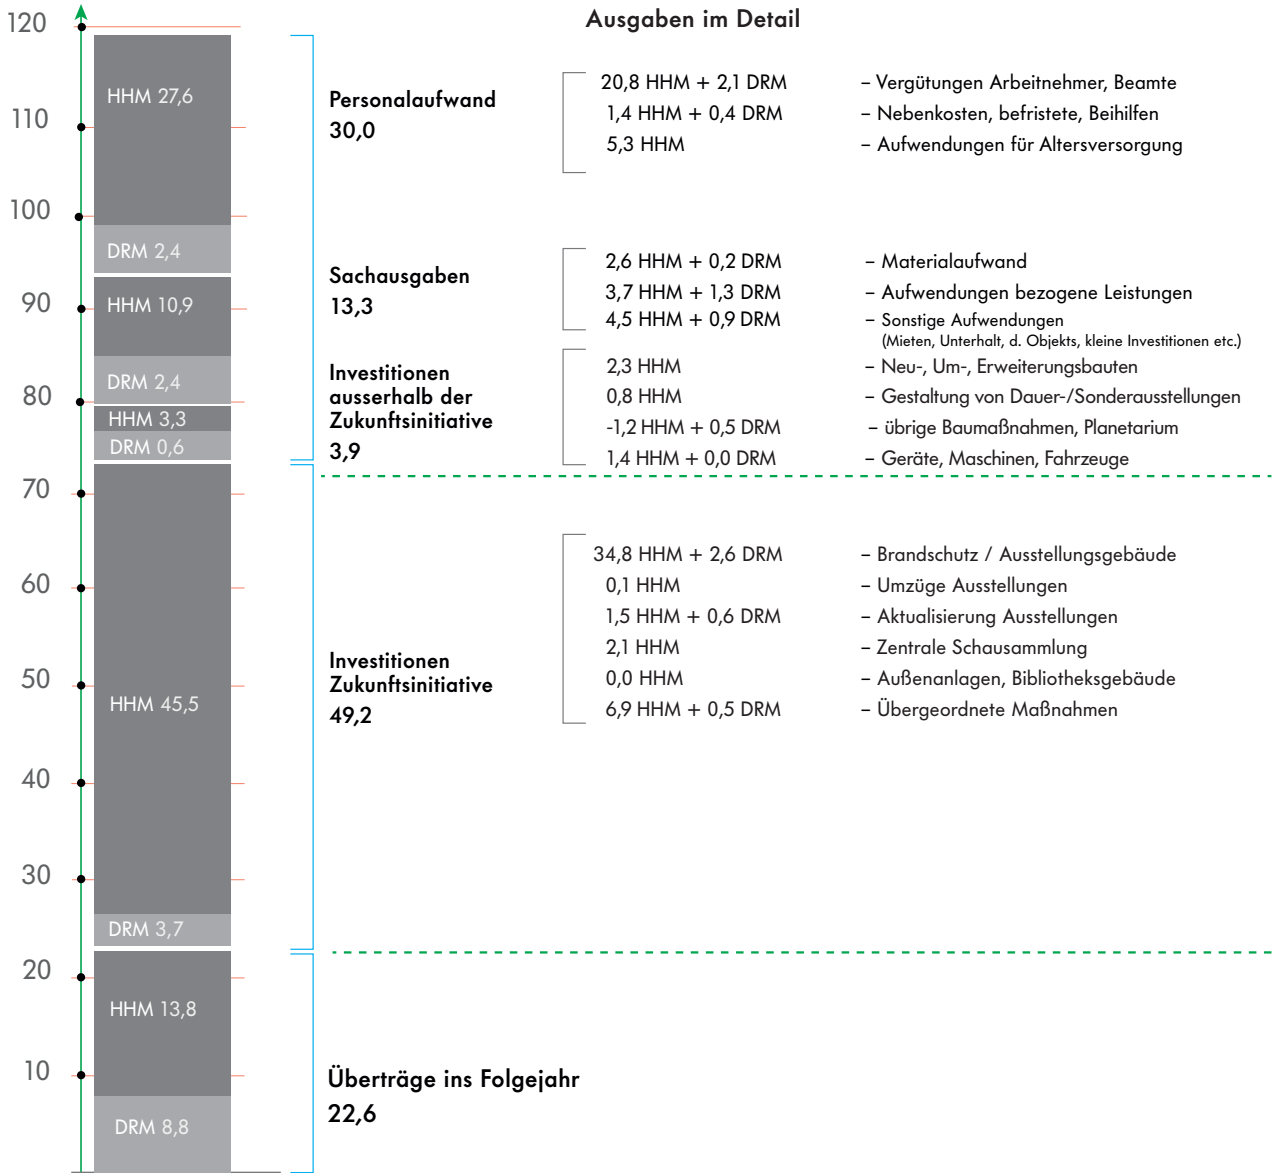 Ausgaben im Detail
120
110
100
90
80
70
60
50
40
30
20
10
HHM 27,6
DRM 2,4
HHM 10,9
DRM 2,4
HHM 3,3
DRM 0,6
HHM 45,5
DRM 3,7
HHM 13,8
DRM 8,8
Personalaufwand
30,0
20,8 HHM + 2,1 DRM – Vergütungen Arbeitnehmer, Beamte
1,4 HHM + 0,4 DRM – Nebenkosten, befristete, Beihilfen
5,3 HHM – Aufwendungen für Altersversorgung
Sachausgaben
13,3
2,6 HHM + 0,2 DRM – Materialaufwand
3,7 HHM + 1,3 DRM – Aufwendungen bezogene Leistungen
4,5 HHM + 0,9 DRM – Sonstige Aufwendungen
(Mieten, Unterhalt, d. Objekts, kleine Investitionen etc.)
Investitionen
ausserhalb der
Zukunftsinitiative
3,9
2,3 HHM – Neu-, Um-, Erweiterungsbauten
0,8 HHM – Gestaltung von Dauer-/Sonderausstellungen
-1,2 HHM + 0,5 DRM – übrige Baumaßnahmen, Planetarium
1,4 HHM + 0,0 DRM – Geräte, Maschinen, Fahrzeuge
Investitionen
Zukunftsinitiative
49,2
34,8 HHM + 2,6 DRM – Brandschutz / Ausstellungsgebäude
0,1 HHM – Umzüge Ausstellungen
1,5 HHM + 0,6 DRM – Aktualisierung Ausstellungen
2,1 HHM – Zentrale Schausammlung
0,0 HHM – Außenanlagen, Bibliotheksgebäude
6,9 HHM + 0,5 DRM – Übergeordnete Maßnahmen
Überträge ins Folgejahr
22,6